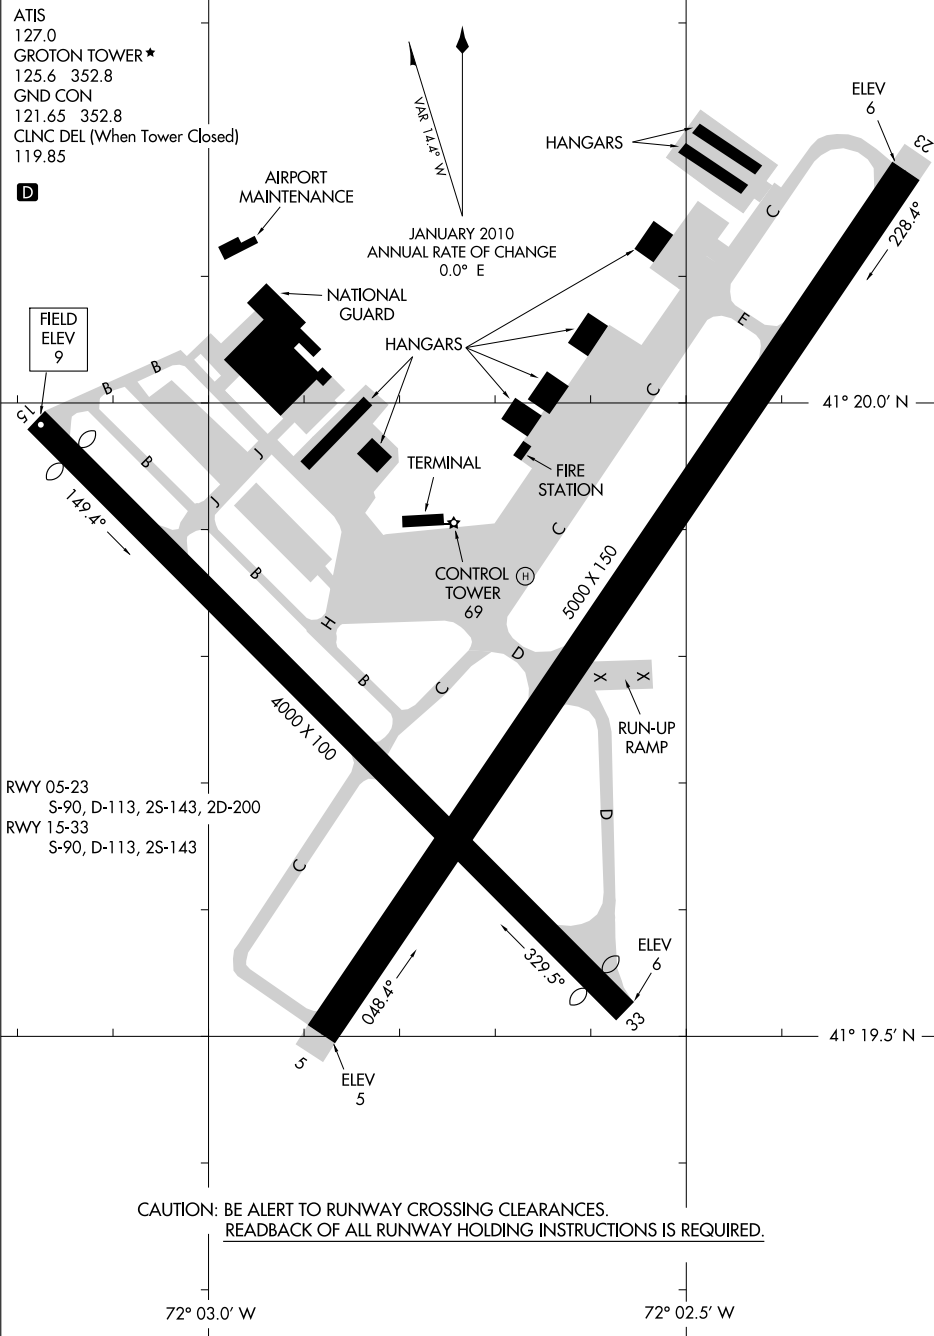 ATIS
127.0
GROTON TOWER★
125.6 352.8
GND CON
121.65 352.8
CLNC DEL (When Tower Closed)
119.85
D
VAR 14.4° W
JANUARY 2010
ANNUAL RATE OF CHANGE
0.0° E
AIRPORT
MAINTENANCE
NATIONAL
GUARD
HANGARS
ELEV
6
23
228.4°
C
E
FIELD
ELEV
9
HANGARS
15
B
B
B
J
J
149.4°
41° 20.0' N
C
TERMINAL
FIRE
STATION
C
CONTROL
TOWER
69
H
5000 X 150
B
H
B
C
D
X
X
RUN-UP
RAMP
4000 X 100
RWY 05-23
S-90, D-113, 2S-143, 2D-200
RWY 15-33
S-90, D-113, 2S-143
D
C
329.5°
ELEV
6
33
048.4°
5
ELEV
5
41° 19.5' N
CAUTION: BE ALERT TO RUNWAY CROSSING CLEARANCES.
READBACK OF ALL RUNWAY HOLDING INSTRUCTIONS IS REQUIRED.
72° 03.0' W
72° 02.5' W